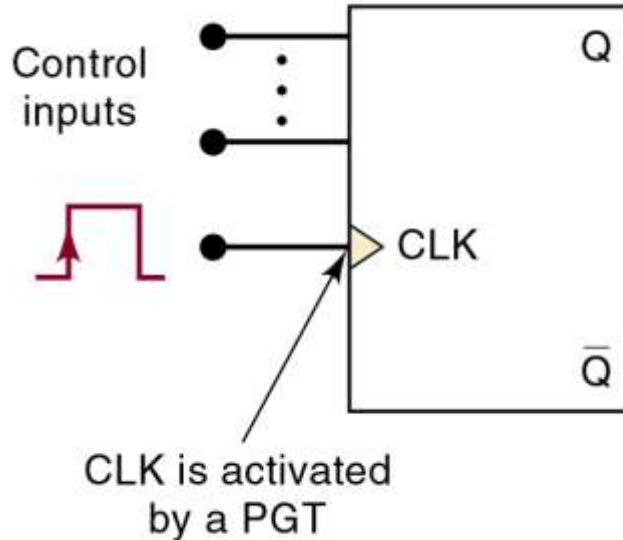 Control
inputs
Q
CLK
Q̅
CLK is activated
by a PGT